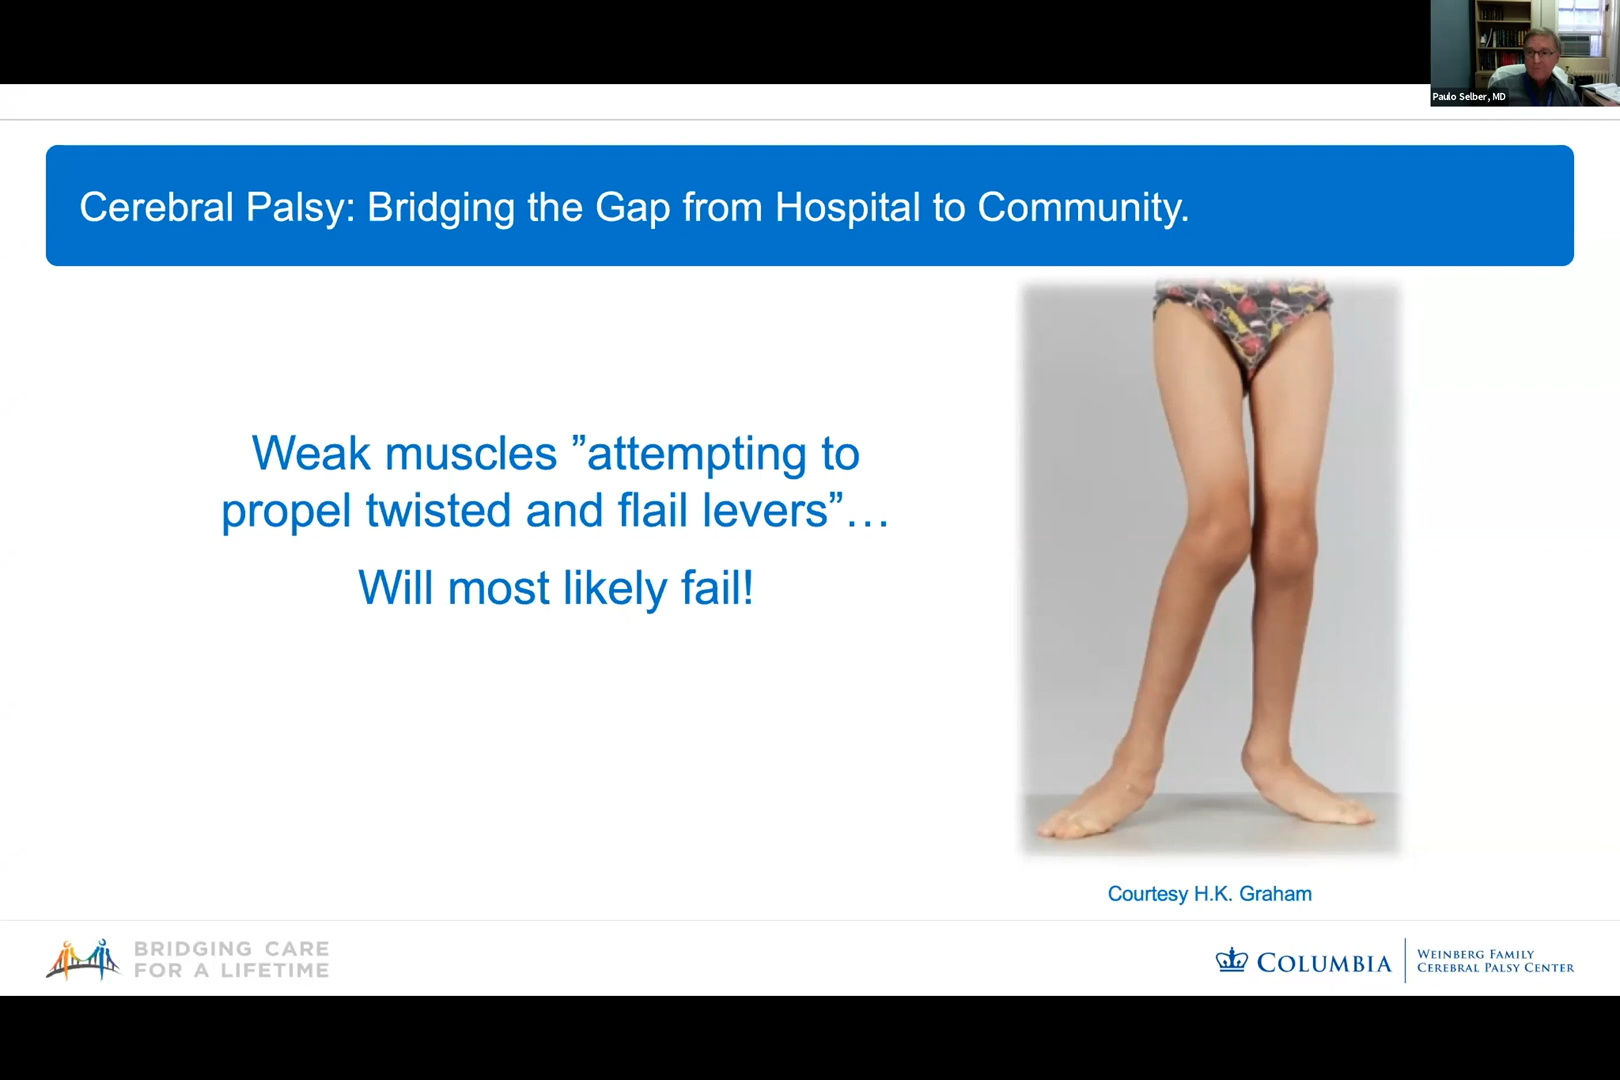 Paulo Selber, MD
Cerebral Palsy: Bridging the Gap from Hospital to Community.
Weak muscles ”attempting to
propel twisted and flail levers”…
Will most likely fail!
Courtesy H.K. Graham
BRIDGING CARE
FOR A LIFETIME
COLUMBIA
WEINBERG FAMILY
CEREBRAL PALSY CENTER